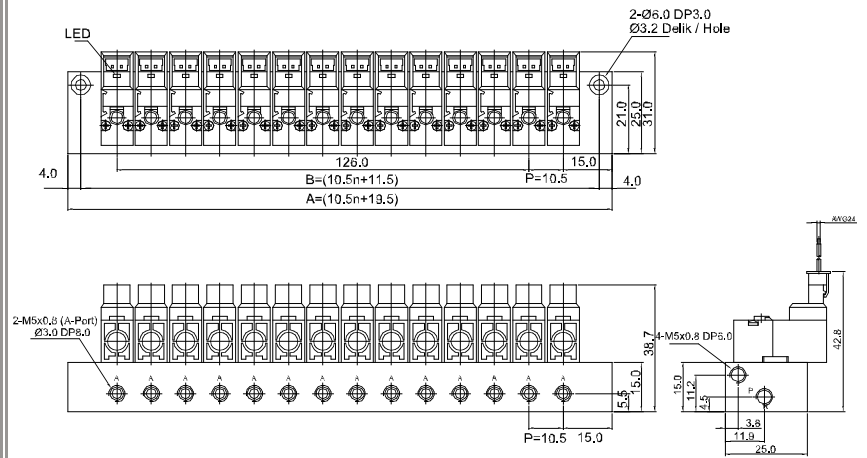 2-Ø6.0 DP3.0
LED
Ø3.2 Delik / Hole
21.0
25.0
31.0
126.0
15.0
4.0
B=(10.5n+11.5)
P=10.5
4.0
A=(10.5n+19.5)
AWG24
2-M5x0.8 (A-Port)
Ø3.0 DP8.0
4-M5x0.8 DP6.0
38.7
42.8
A A A A A A A A A A A A A A
5.5
15.0
15.0
11.2
4.5
P
3.8
P=10.5
15.0
11.9
25.0